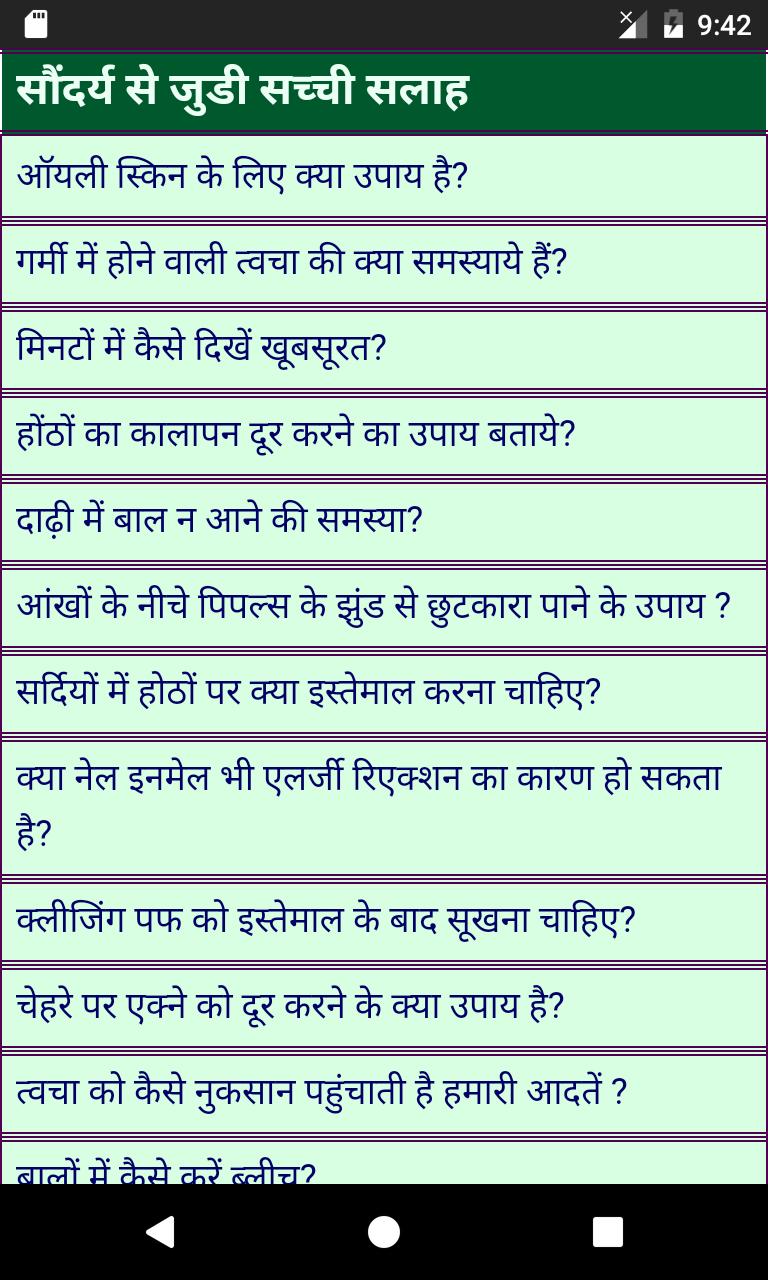 9:42
सौंदर्य से जुडी सच्ची सलाह
ऑयली स्किन के लिए क्या उपाय है?
गर्मी में होने वाली त्वचा की क्या समस्याये हैं?
मिनटों में कैसे दिखें खूबसूरत?
होंठों का कालापन दूर करने का उपाय बताये?
दाढ़ी में बाल न आने की समस्या?
आंखों के नीचे पिपल्स के झुंड से छुटकारा पाने के उपाय ?
सर्दियों में होठों पर क्या इस्तेमाल करना चाहिए?
क्या नेल इनमेल भी एलर्जी रिएक्शन का कारण हो सकता
है?
क्लीजिंग पफ को इस्तेमाल के बाद सूखना चाहिए?
चेहरे पर एक्ने को दूर करने के क्या उपाय है?
त्वचा को कैसे नुकसान पहुंचाती है हमारी आदतें ?
बालों में कैसे करें ब्लीच?